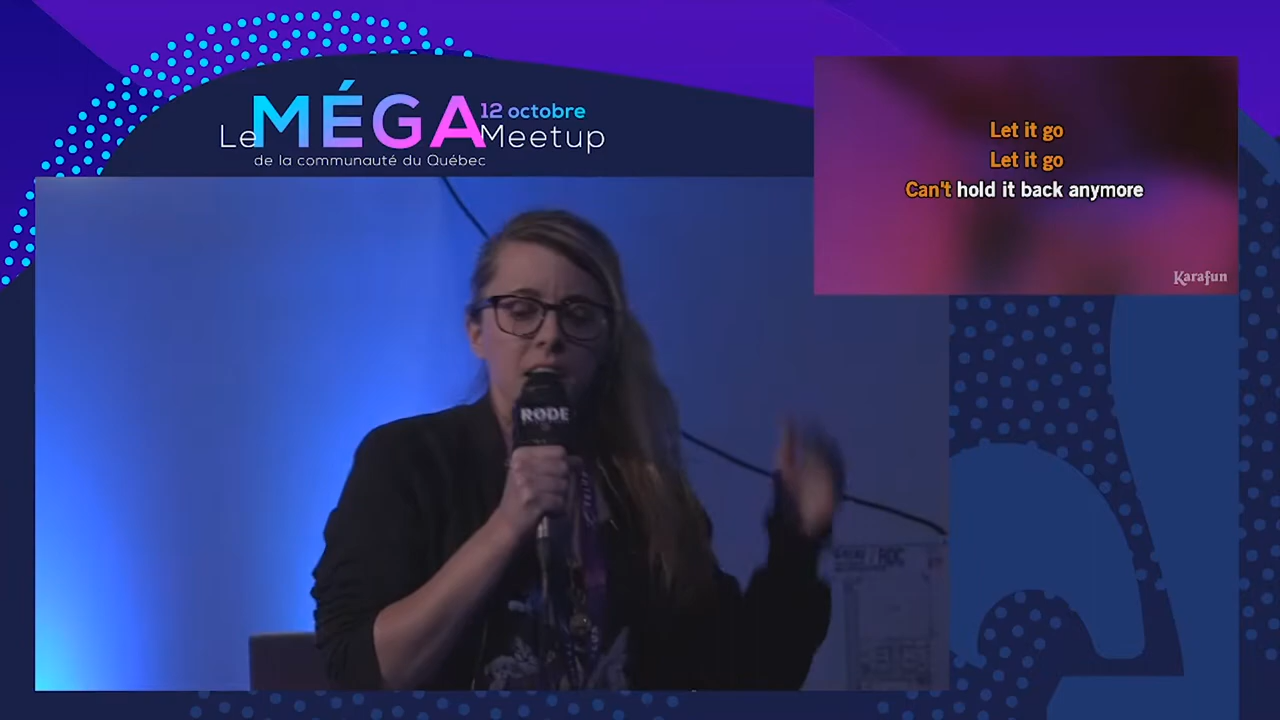 Le MÉGA Meetup
12 octobre
de la communauté du Québec
Let it go
Let it go
Can't hold it back anymore
Karafun
RØDE